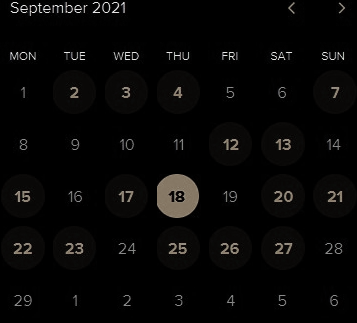 September 2021
MON TUE WED THU FRI SAT SUN
1 2 3 4 5 6 7
8 9 10 11 12 13 14
15 16 17 18 19 20 21
22 23 24 25 26 27 28
29 1 2 3 4 5 6